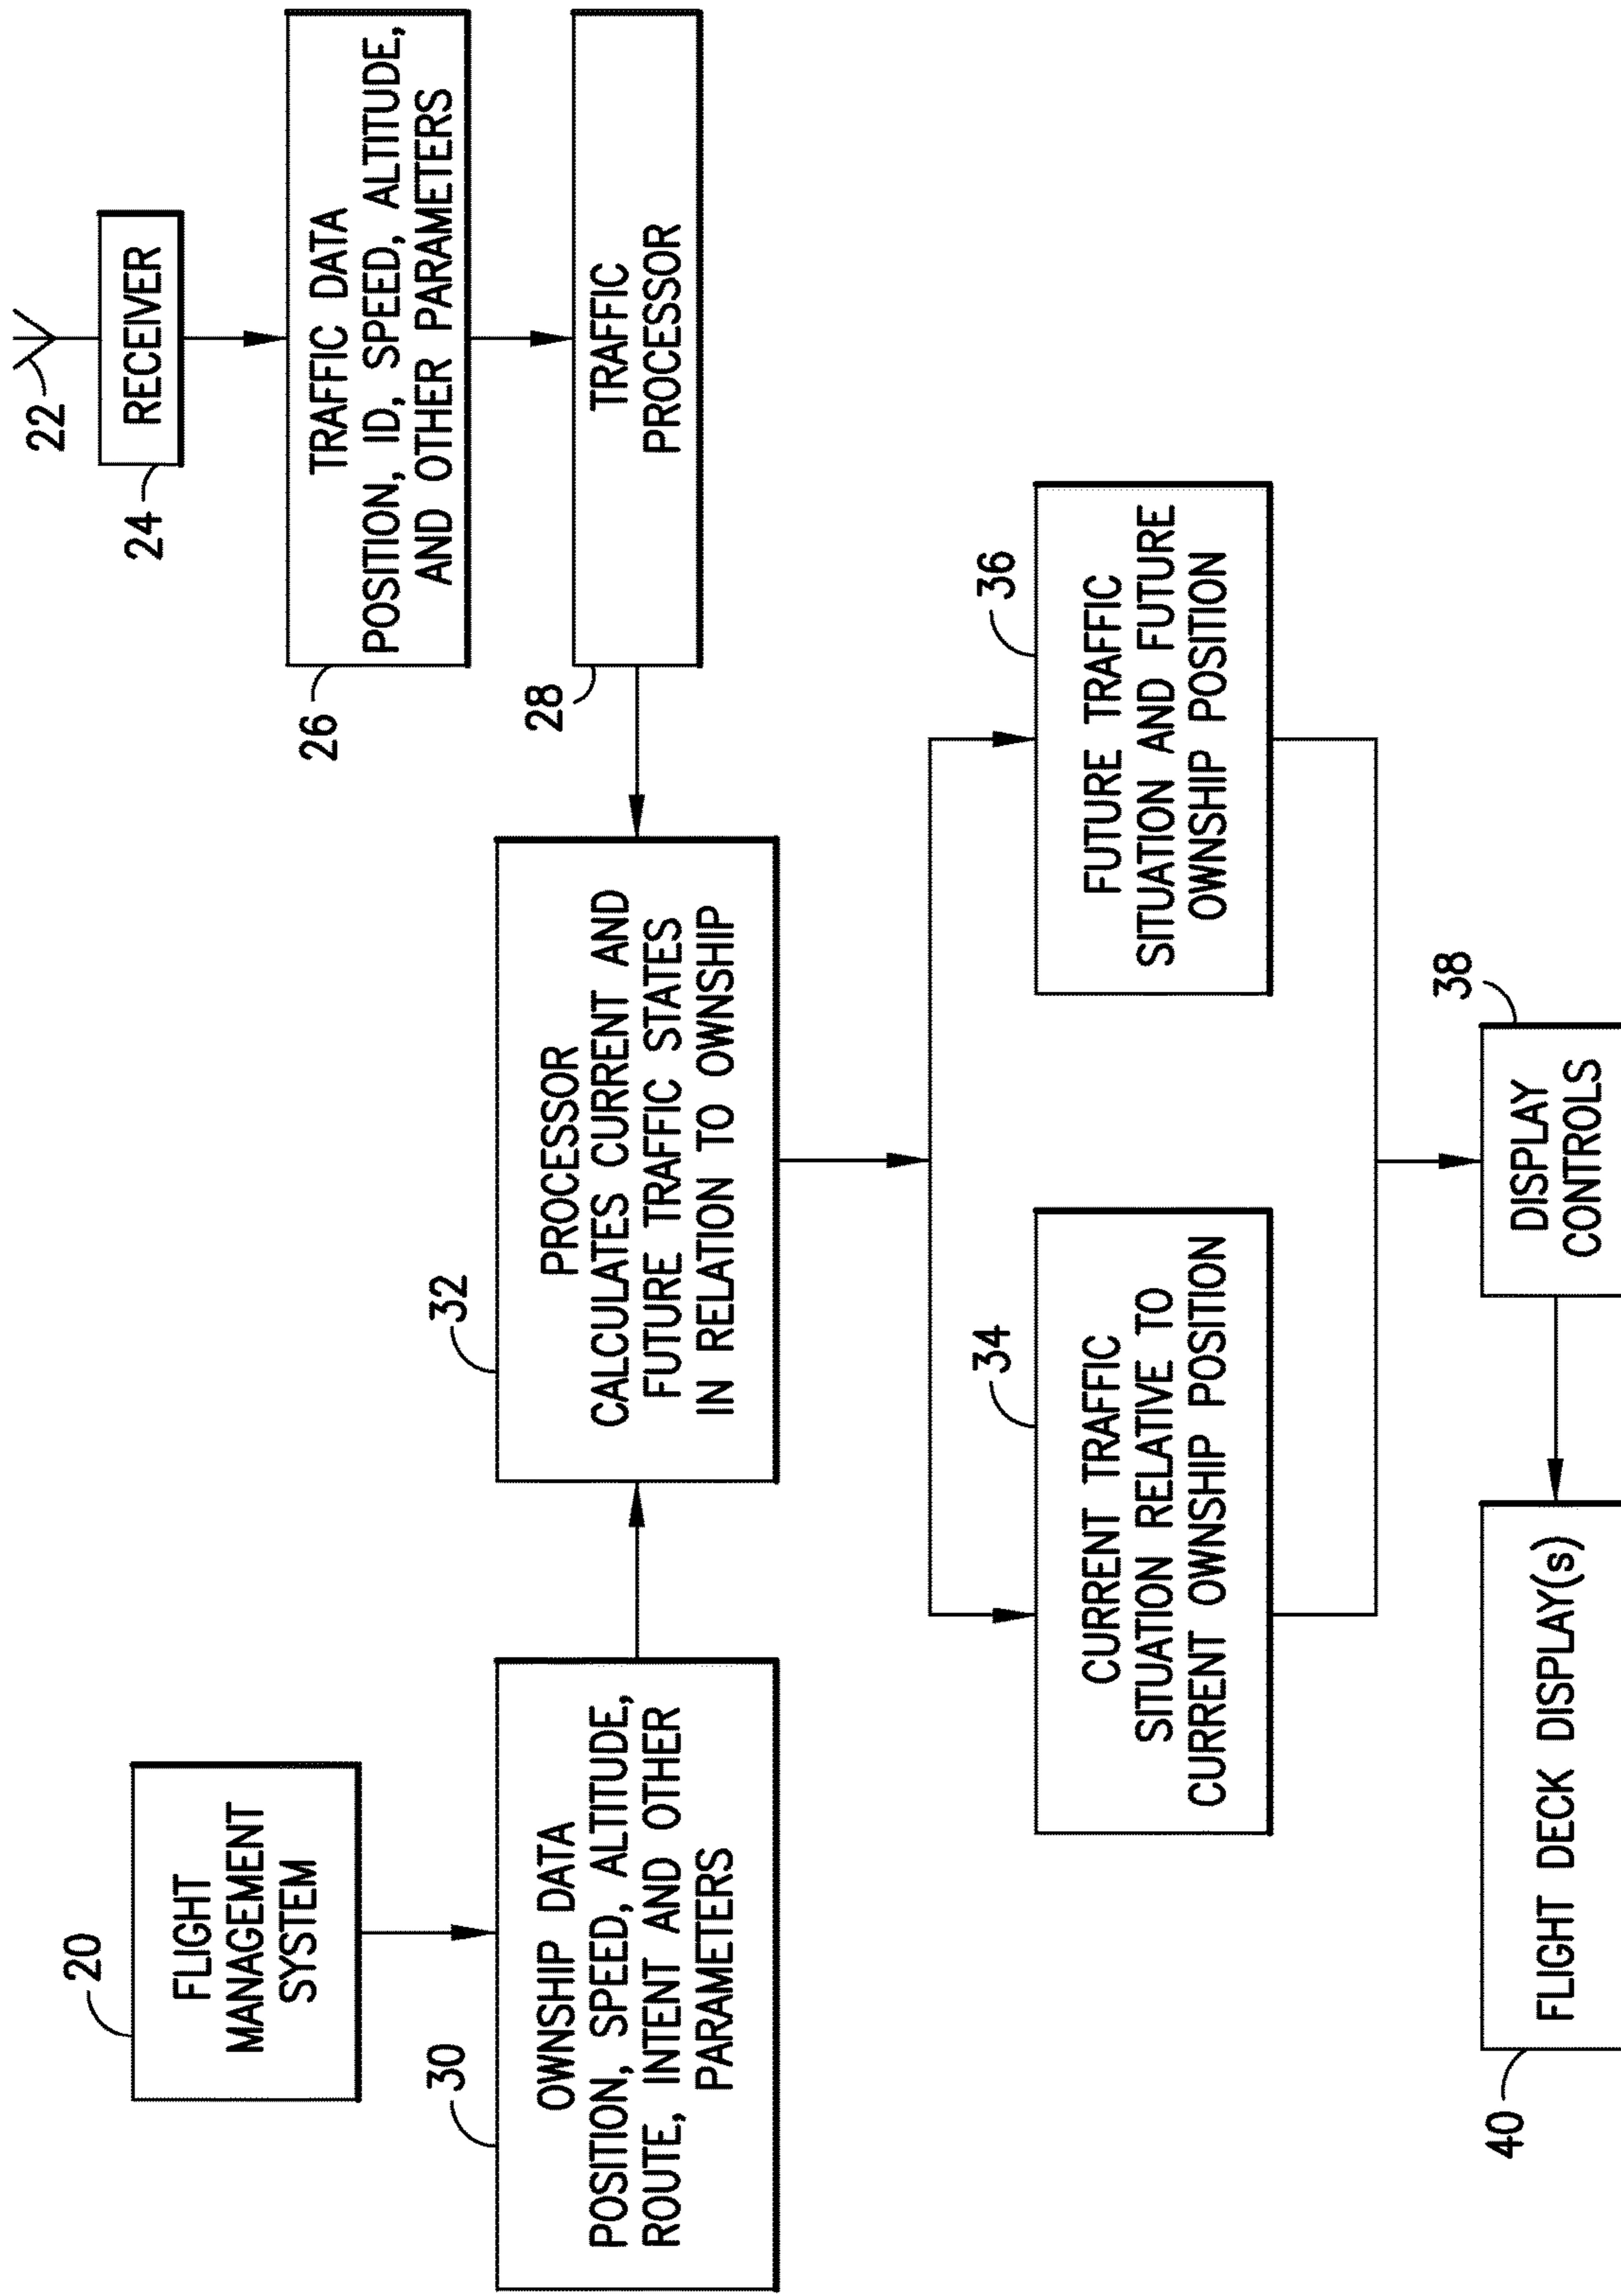 20
FLIGHT
MANAGEMENT
SYSTEM
22
24
RECEIVER
26
TRAFFIC DATA
POSITION, ID, SPEED, ALTITUDE,
AND OTHER PARAMETERS
28
TRAFFIC
PROCESSOR
30
OWNSHIP DATA
POSITION, SPEED, ALTITUDE,
ROUTE, INTENT AND OTHER
PARAMETERS
32
PROCESSOR
CALCULATES CURRENT AND
FUTURE TRAFFIC STATES
IN RELATION TO OWNSHIP
34
CURRENT TRAFFIC
SITUATION RELATIVE TO
CURRENT OWNSHIP POSITION
36
FUTURE TRAFFIC
SITUATION AND FUTURE
OWNSHIP POSITION
38
DISPLAY
CONTROLS
40
FLIGHT DECK DISPLAY(s)